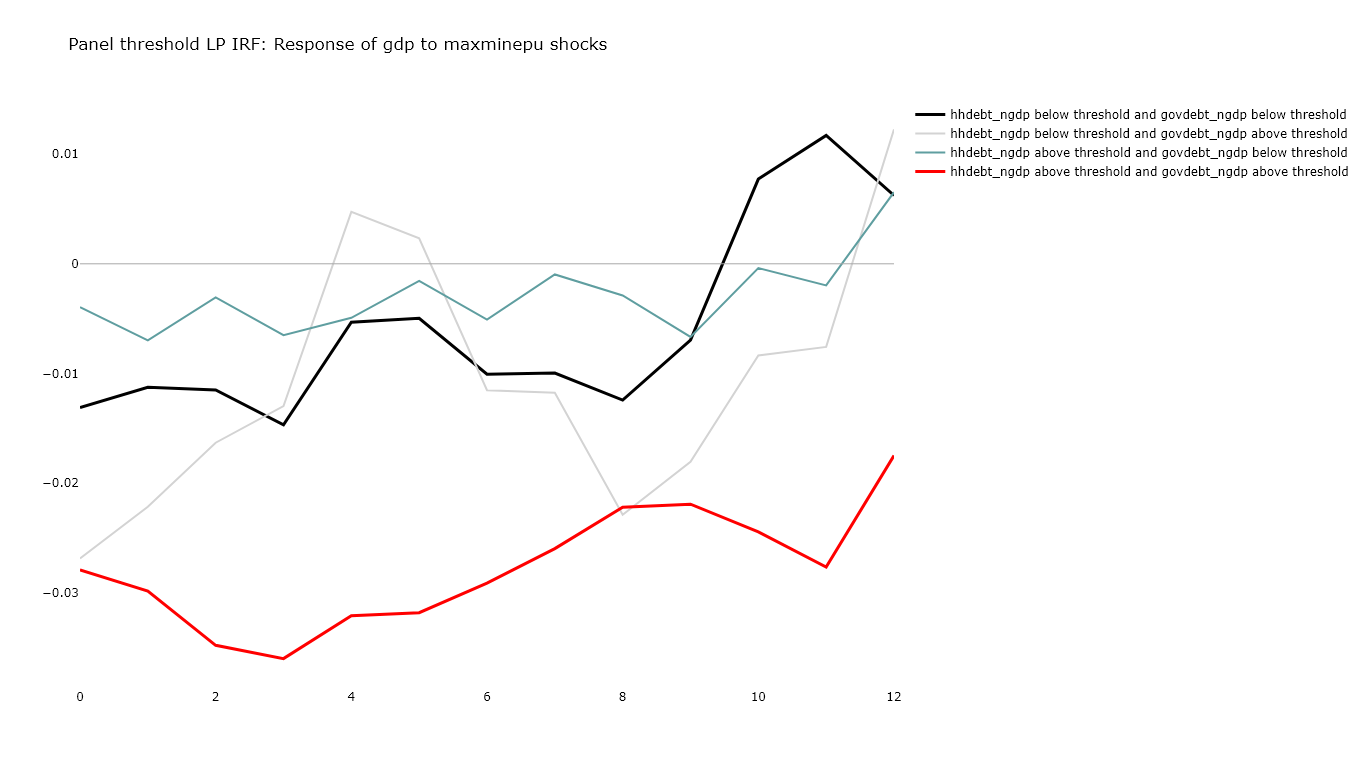 Panel threshold LP IRF: Response of gdp to maxminepu shocks
hhdebt_ngdp below threshold and govdebt_ngdp below threshold
hhdebt_ngdp below threshold and govdebt_ngdp above threshold
hhdebt_ngdp above threshold and govdebt_ngdp below threshold
hhdebt_ngdp above threshold and govdebt_ngdp above threshold
0.01
0
−0.01
−0.02
−0.03
0 2 4 6 8 10 12